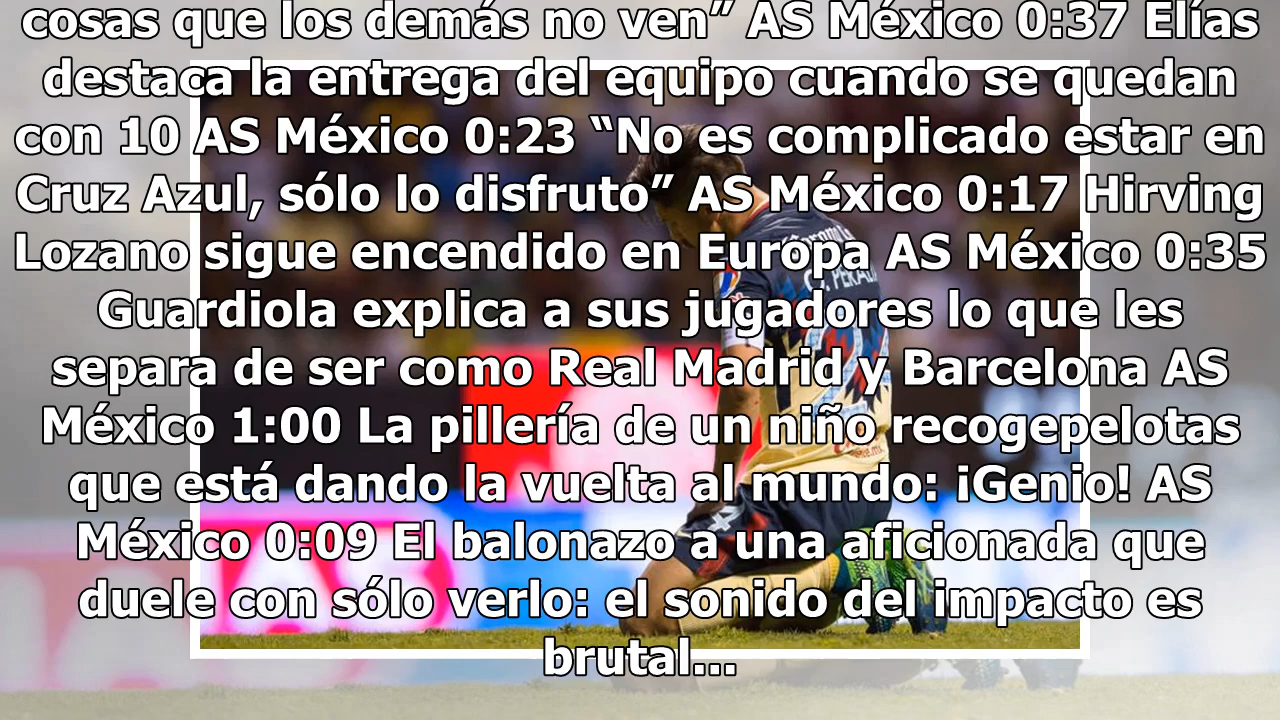 cosas que los demás no ven” AS México 0:37 Elías
destaca la entrega del equipo cuando se quedan
con 10 AS México 0:23 “No es complicado estar en
Cruz Azul, sólo lo disfruto” AS México 0:17 Hirving
Lozano sigue encendido en Europa AS México 0:35
Guardiola explica a sus jugadores lo que les
separa de ser como Real Madrid y Barcelona AS
México 1:00 La pillería de un niño recogepelotas
que está dando la vuelta al mundo: ¡Genio! AS
México 0:09 El balonazo a una aficionada que
duele con sólo verlo: el sonido del impacto es
brutal...